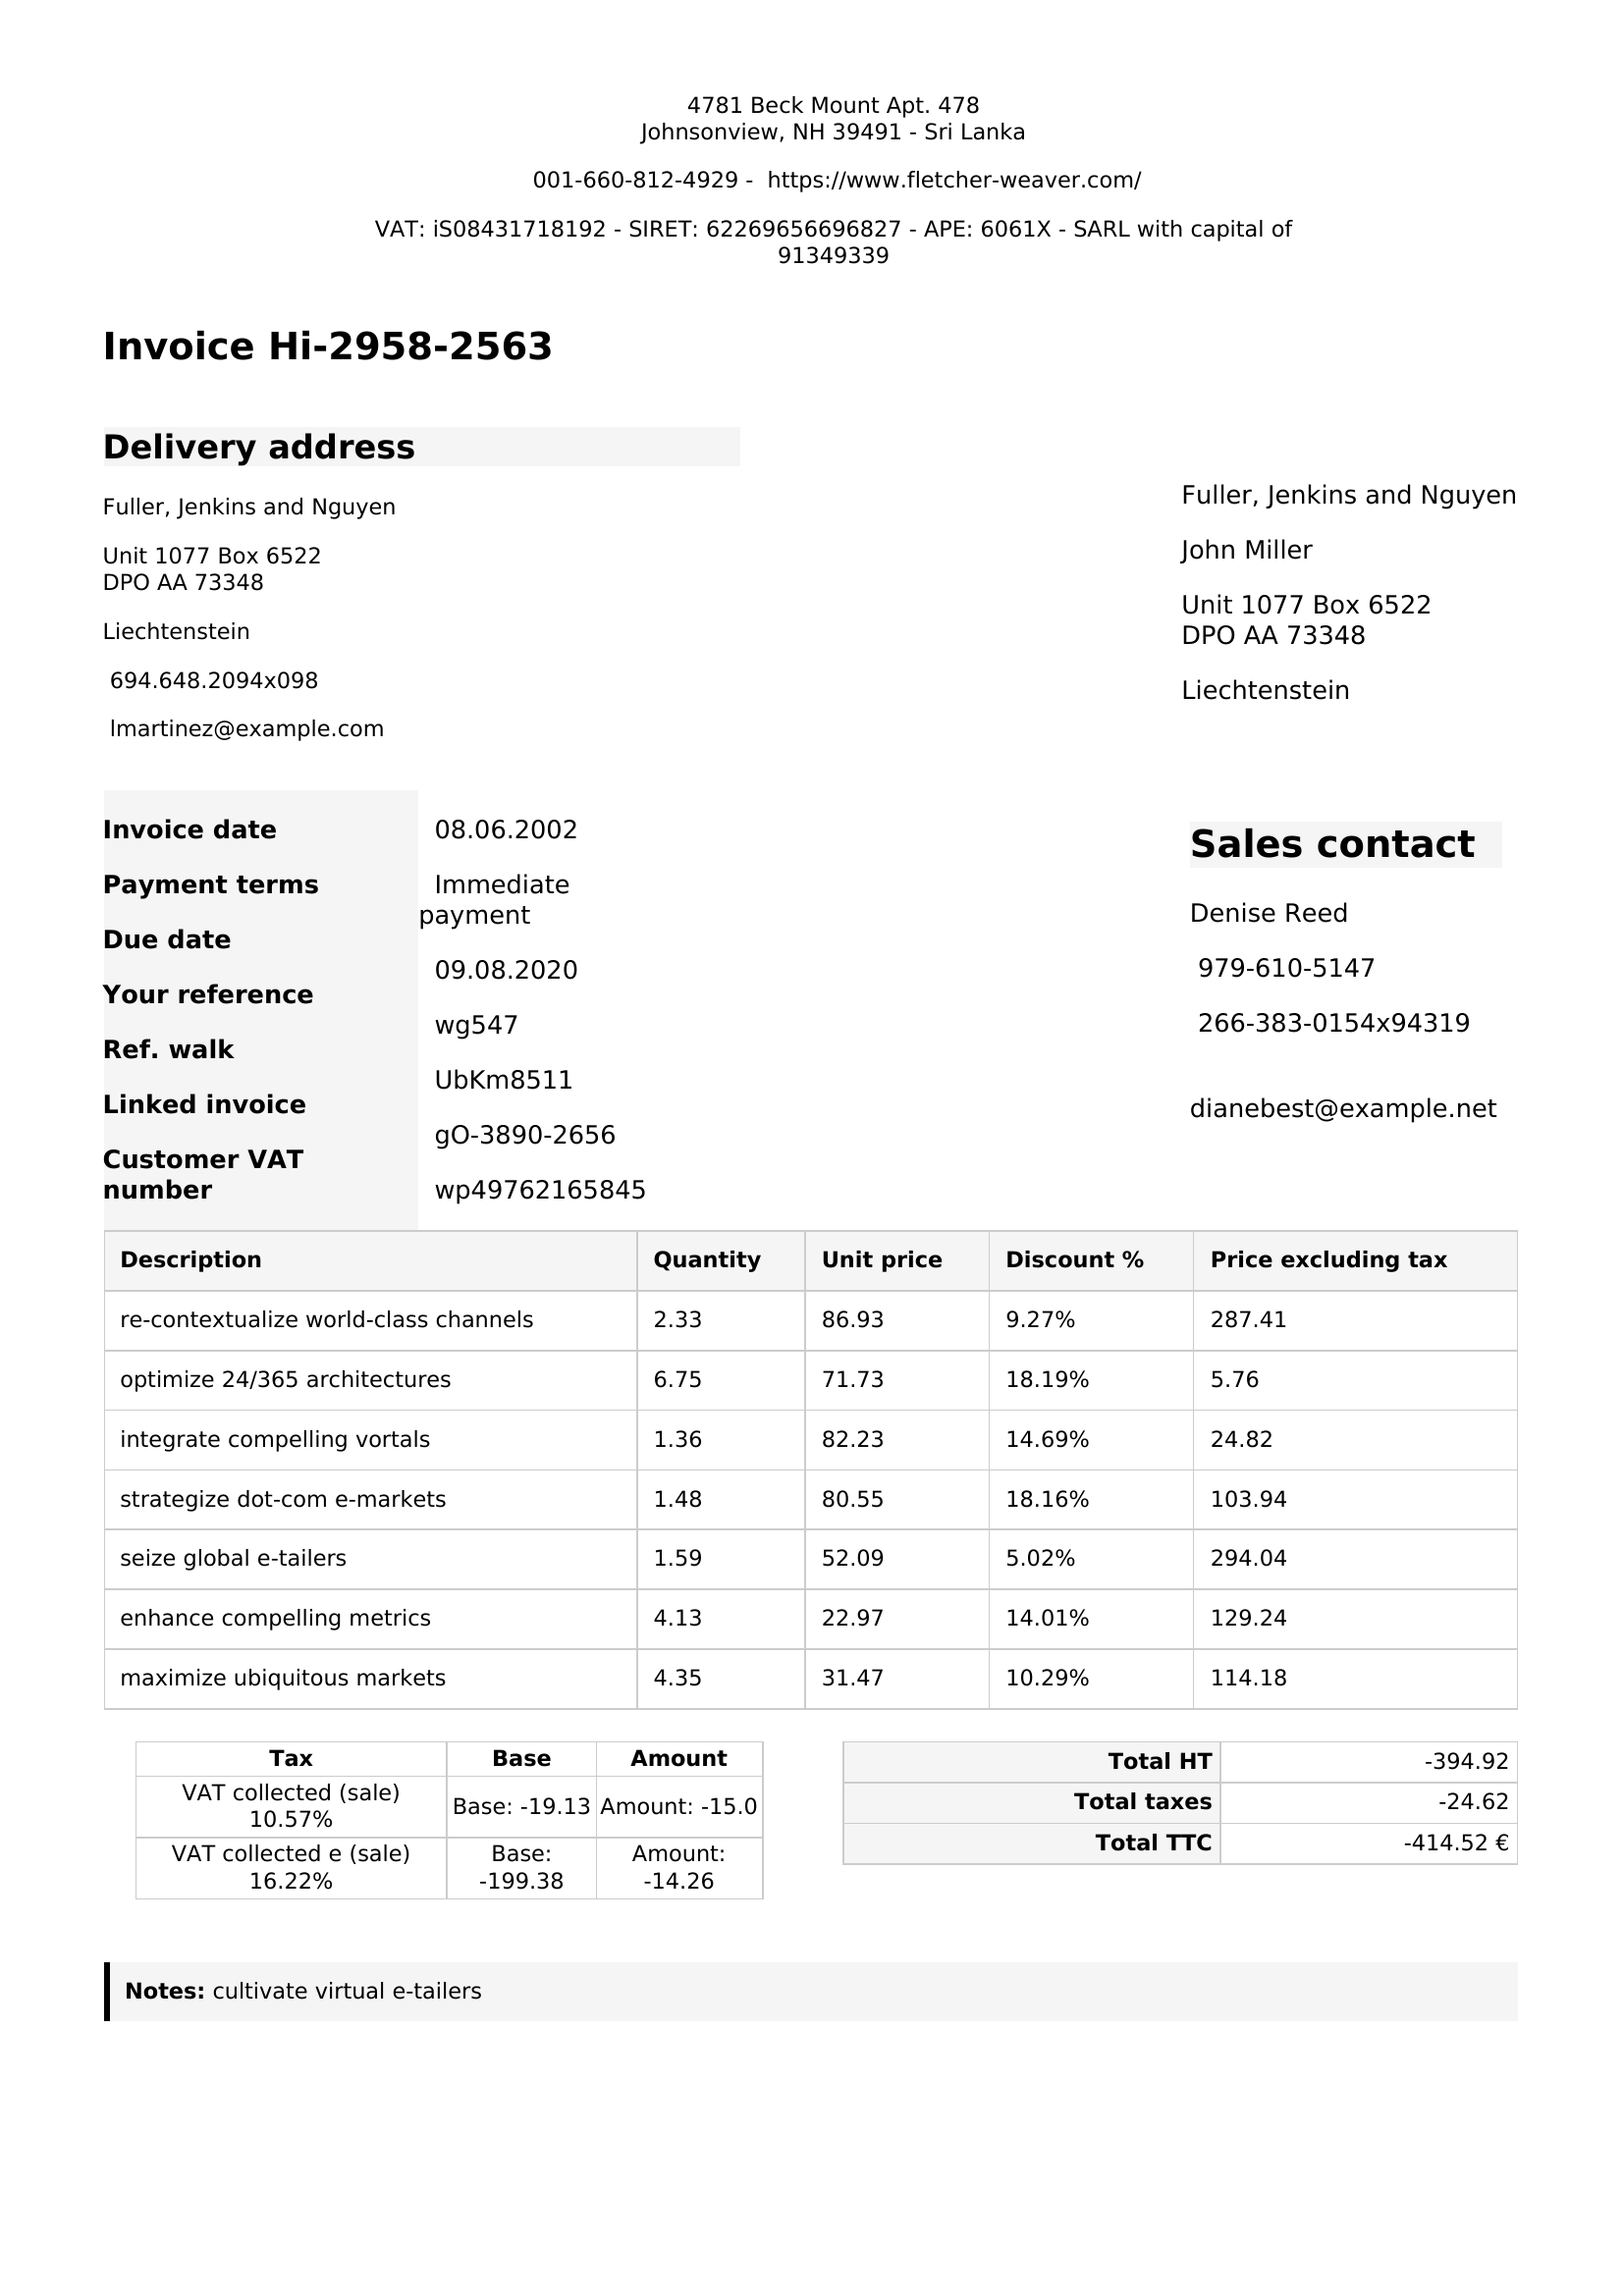 4781 Beck Mount Apt. 478
Johnsonview, NH 39491 - Sri Lanka
001-660-812-4929 -  https://www.fletcher-weaver.com/
VAT: iS08431718192 - SIRET: 62269656696827 - APE: 6061X - SARL with capital of
91349339
Invoice Hi-2958-2563
Delivery address
Fuller, Jenkins and Nguyen
Unit 1077 Box 6522
DPO AA 73348
Liechtenstein
694.648.2094x098
lmartinez@example.com
Fuller, Jenkins and Nguyen
John Miller
Unit 1077 Box 6522
DPO AA 73348
Liechtenstein
Invoice date
Payment terms
Due date
Your reference
Ref. walk
Linked invoice
Customer VAT
number
08.06.2002
Immediate
payment
09.08.2020
wg547
UbKm8511
gO-3890-2656
wp49762165845
Sales contact
Denise Reed
979-610-5147
266-383-0154x94319
dianebest@example.net
Description Quantity Unit price Discount % Price excluding tax
re-contextualize world-class channels 2.33 86.93 9.27% 287.41
optimize 24/365 architectures 6.75 71.73 18.19% 5.76
integrate compelling vortals 1.36 82.23 14.69% 24.82
strategize dot-com e-markets 1.48 80.55 18.16% 103.94
seize global e-tailers 1.59 52.09 5.02% 294.04
enhance compelling metrics 4.13 22.97 14.01% 129.24
maximize ubiquitous markets 4.35 31.47 10.29% 114.18
Tax Base Amount
VAT collected (sale)
10.57% Base: -19.13 Amount: -15.0
VAT collected e (sale) Base: Amount:
16.22% -199.38 -14.26
Total HT -394.92
Total taxes -24.62
Total TTC -414.52 €
Notes: cultivate virtual e-tailers